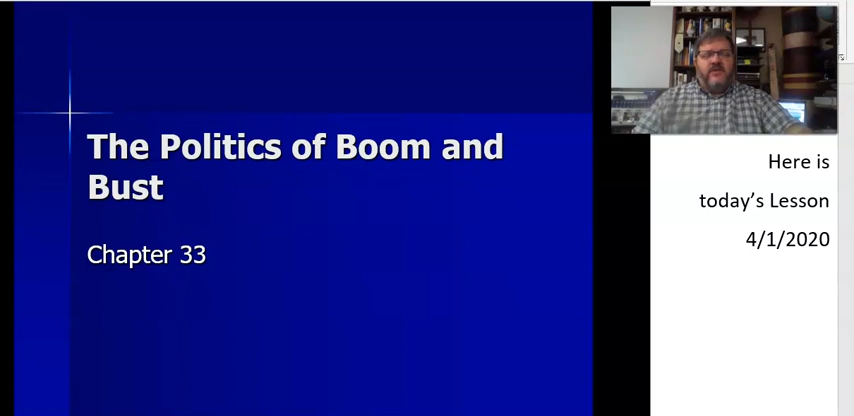 The Politics of Boom and
Bust
Chapter 33
Here is
today’s Lesson
4/1/2020